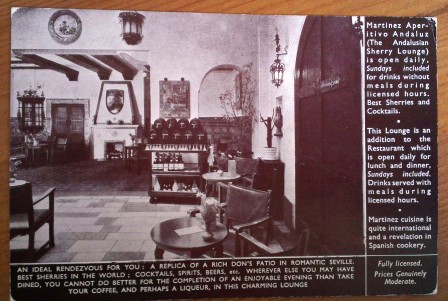 Martinez Aper-
itivo Andaluz
(The Andalusian
Sherry Lounge)
is open daily,
Sundays included
for drinks without
meals during
licensed hours.
Best Sherries and
Cocktails.
•
This Lounge is an
addition to the
Restaurant which
is open daily for
lunch and dinner,
Sundays included.
Drinks served with
meals during
licensed hours.
•
Martinez cuisine is
quite international
and a revelation in
Spanish cookery.
Fully licensed.
Prices Genuinely
Moderate.
AN IDEAL RENDEZVOUS FOR YOU : A REPLICA OF A RICH DON'S PATIO IN ROMANTIC SEVILLE.
BEST SHERRIES IN THE WORLD ; COCKTAILS, SPIRITS, BEERS, etc. WHEREVER ELSE YOU MAY HAVE
DINED, YOU CANNOT DO BETTER FOR THE COMPLETION OF AN ENJOYABLE EVENING THAN TAKE
YOUR COFFEE, AND PERHAPS A LIQUEUR, IN THIS CHARMING LOUNGE